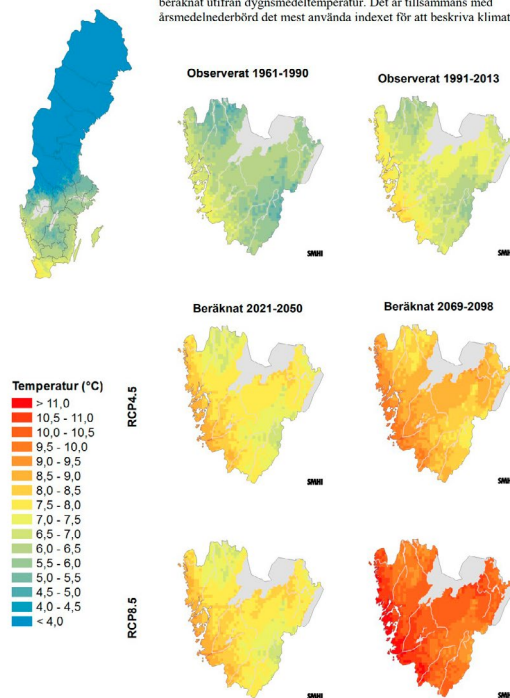 beräknat utifrån dygnsmedeltemperatur. Det är tillsammans med
årsmedelnederbörd det mest använda indexet för att beskriva klimat
Observerat 1961-1990
Observerat 1991-2013
SMHI
SMHI
Beräknat 2021-2050
Beräknat 2069-2098
RCP4.5
SMHI
SMHI
Temperatur (°C)
> 11,0
10,5 - 11,0
10,0 - 10,5
9,5 - 10,0
9,0 - 9,5
8,5 - 9,0
8,0 - 8,5
7,5 - 8,0
7,0 - 7,5
6,5 - 7,0
6,0 - 6,5
5,5 - 6,0
5,0 - 5,5
4,5 - 5,0
4,0 - 4,5
< 4,0
RCP8.5
SMHI
SMHI